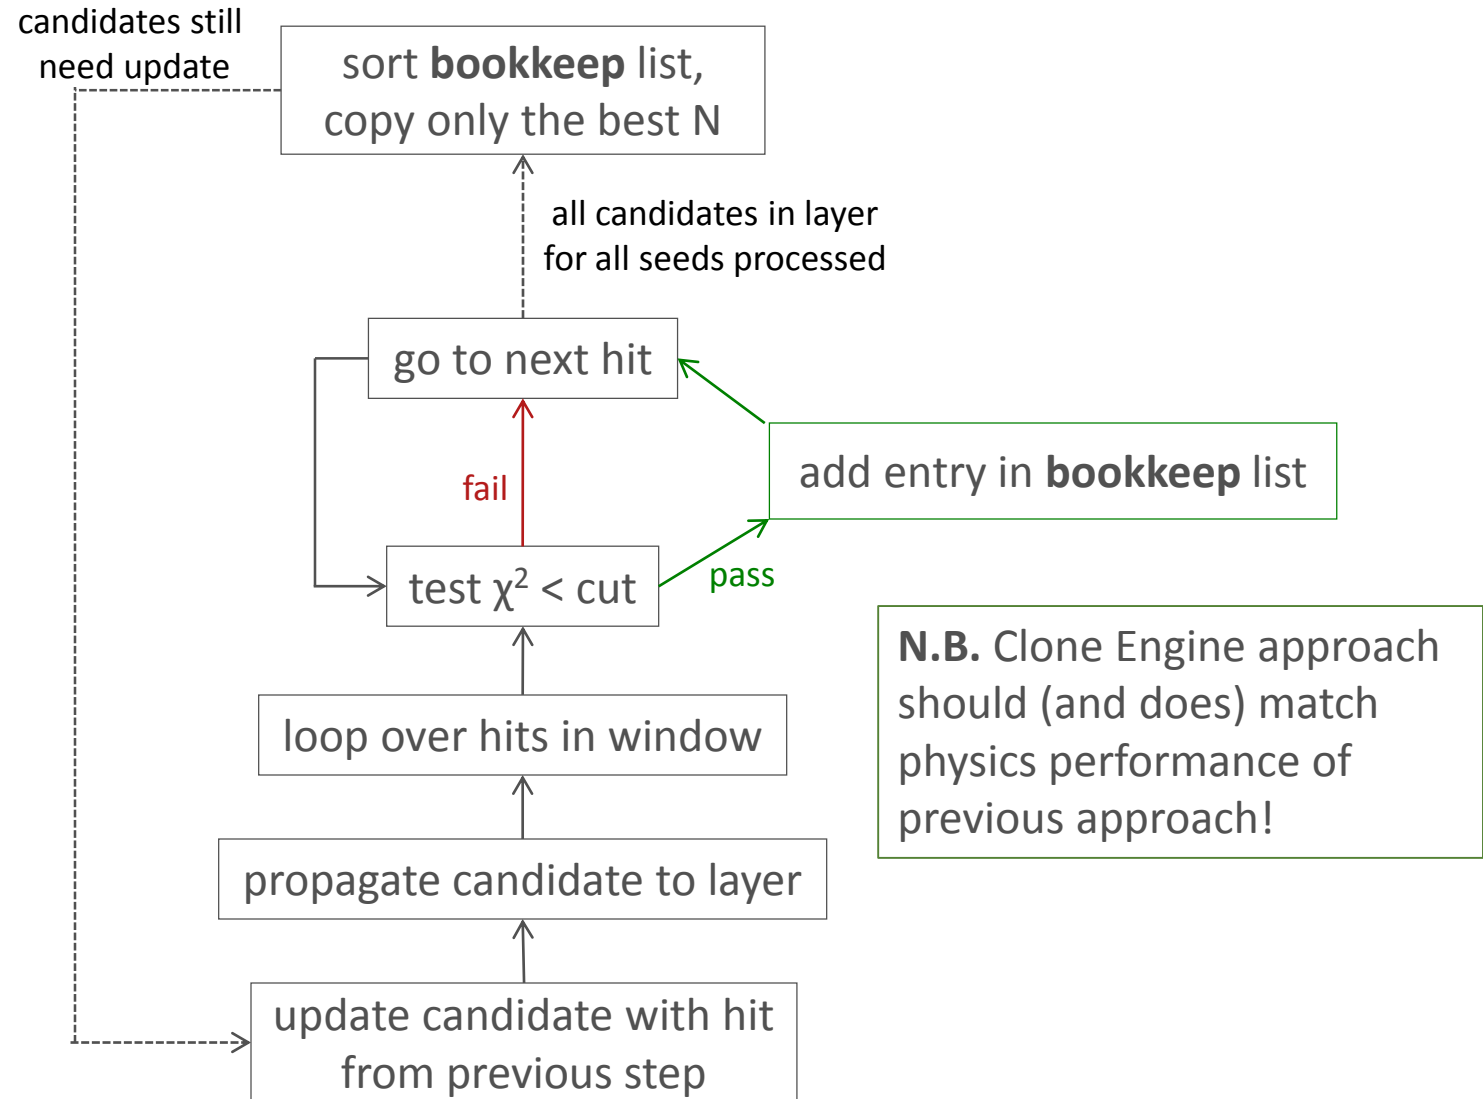 candidates still
need update
sort bookkeep list,
copy only the best N
all candidates in layer
for all seeds processed
go to next hit
add entry in bookkeep list
fail
test χ² < cut
pass
N.B. Clone Engine approach
should (and does) match
physics performance of
previous approach!
loop over hits in window
propagate candidate to layer
update candidate with hit
from previous step